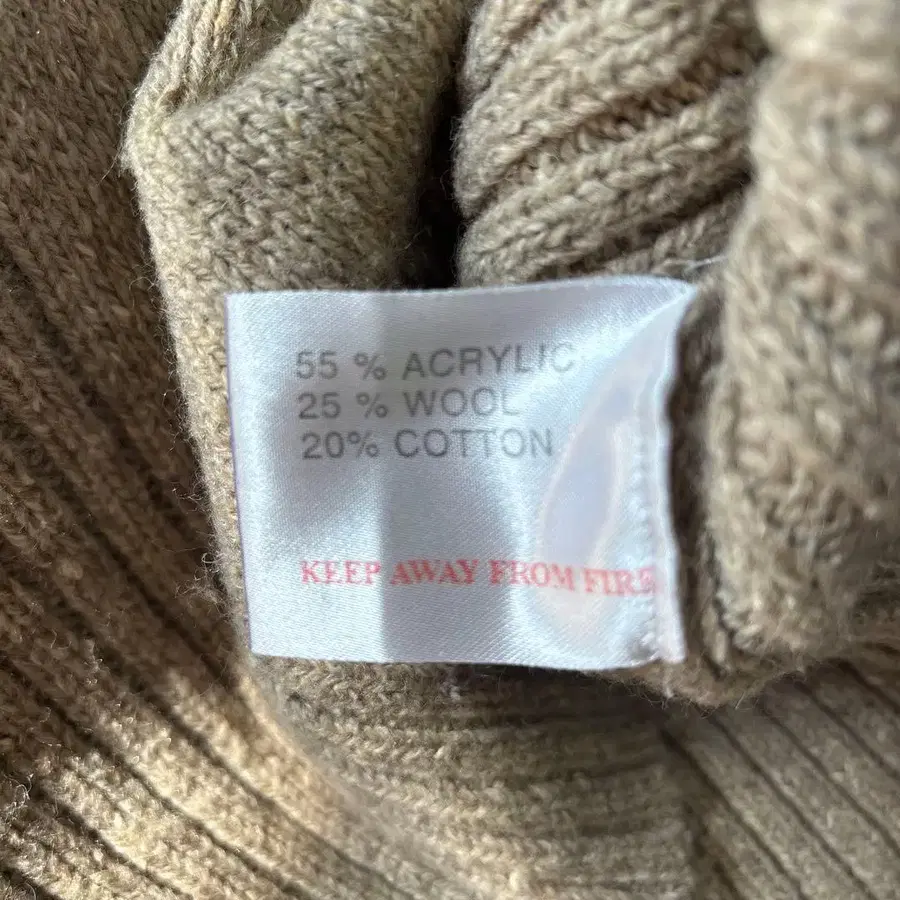 55 % ACRYLIC
25 % WOOL
20% COTTON
KEEP AWAY FROM FIRE